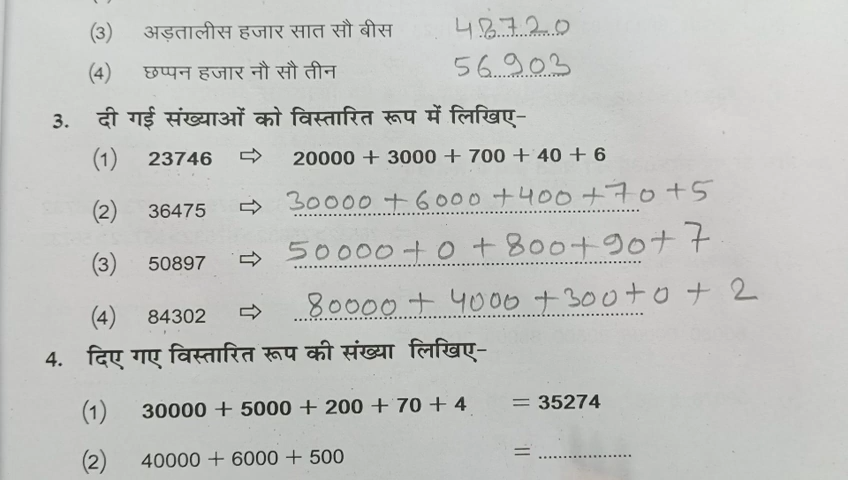 (3) अड़तालीस हजार सात सौ बीस 48720
(4) छप्पन हजार नौ सौ तीन 56903
3. दी गई संख्याओं को विस्तारित रूप में लिखिए-
(1) 23746 ⇨ 20000 + 3000 + 700 + 40 + 6
(2) 36475 ⇨ 30000 + 6000 + 400 + 70 + 5
(3) 50897 ⇨ 50000 + 0 + 800 + 90 + 7
(4) 84302 ⇨ 80000 + 4000 + 300 + 0 + 2
4. दिए गए विस्तारित रूप की संख्या लिखिए-
(1) 30000 + 5000 + 200 + 70 + 4 = 35274
(2) 40000 + 6000 + 500 = ..................